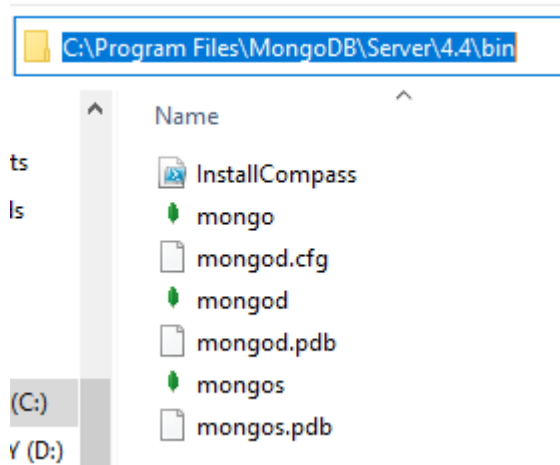 C:\Program Files\MongoDB\Server\4.4\bin
Name
ts
InstallCompass
ls
mongo
mongod.cfg
mongod
mongod.pdb
mongos
(C:)
mongos.pdb
Y (D:)